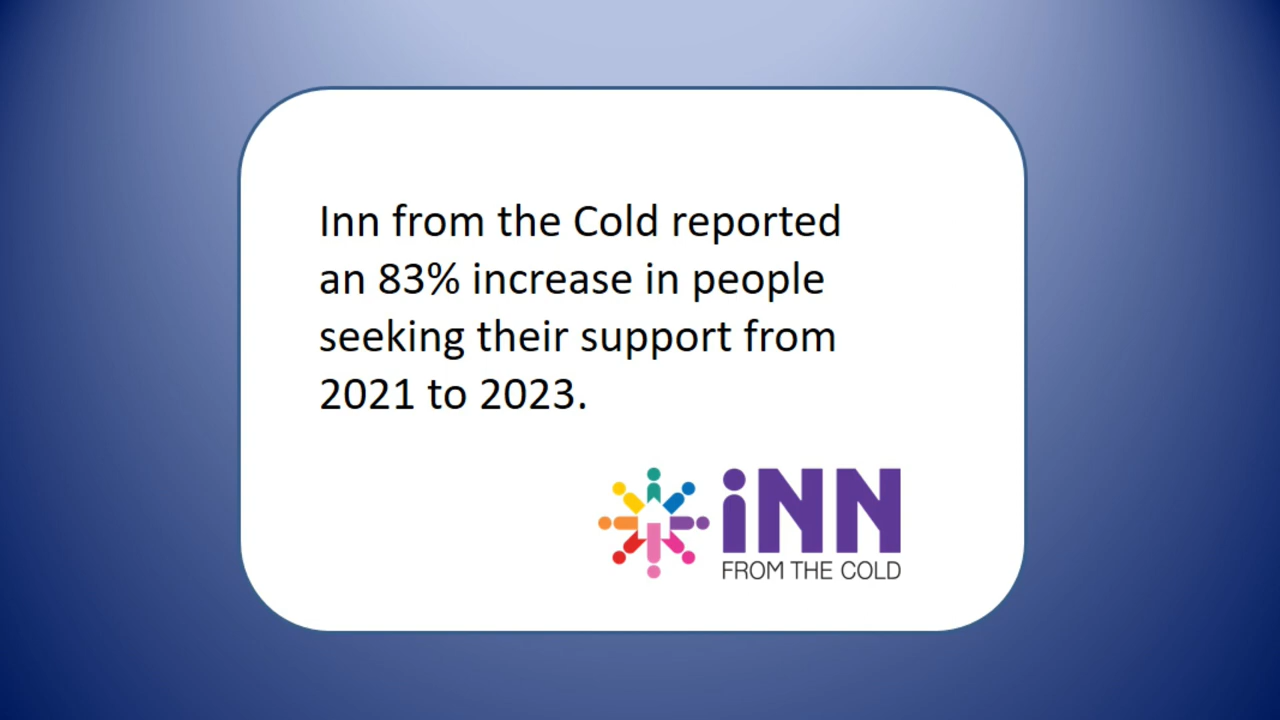 Inn from the Cold reported
an 83% increase in people
seeking their support from
2021 to 2023.
iNN
FROM THE COLD